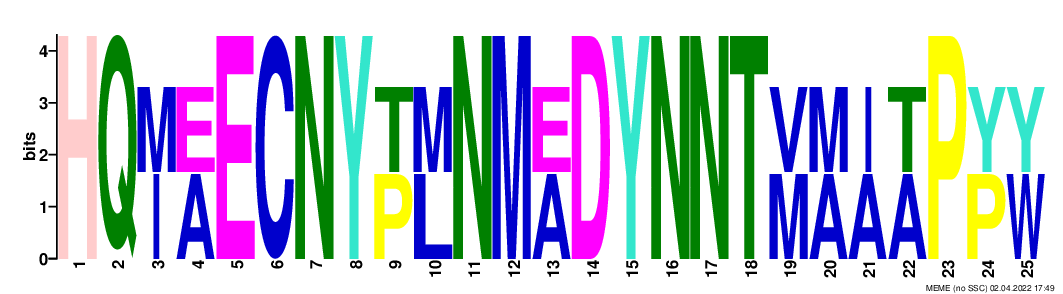 4
3
2
1
0
bits
HQMEECNYTMNMEDYNNTVMITPYY
IAPLAMAAAPW
1 2 3 4 5 6 7 8 9 10 11 12 13 14 15 16 17 18 19 20 21 22 23 24 25
MEME (no SSC) 02.04.2022 17:49